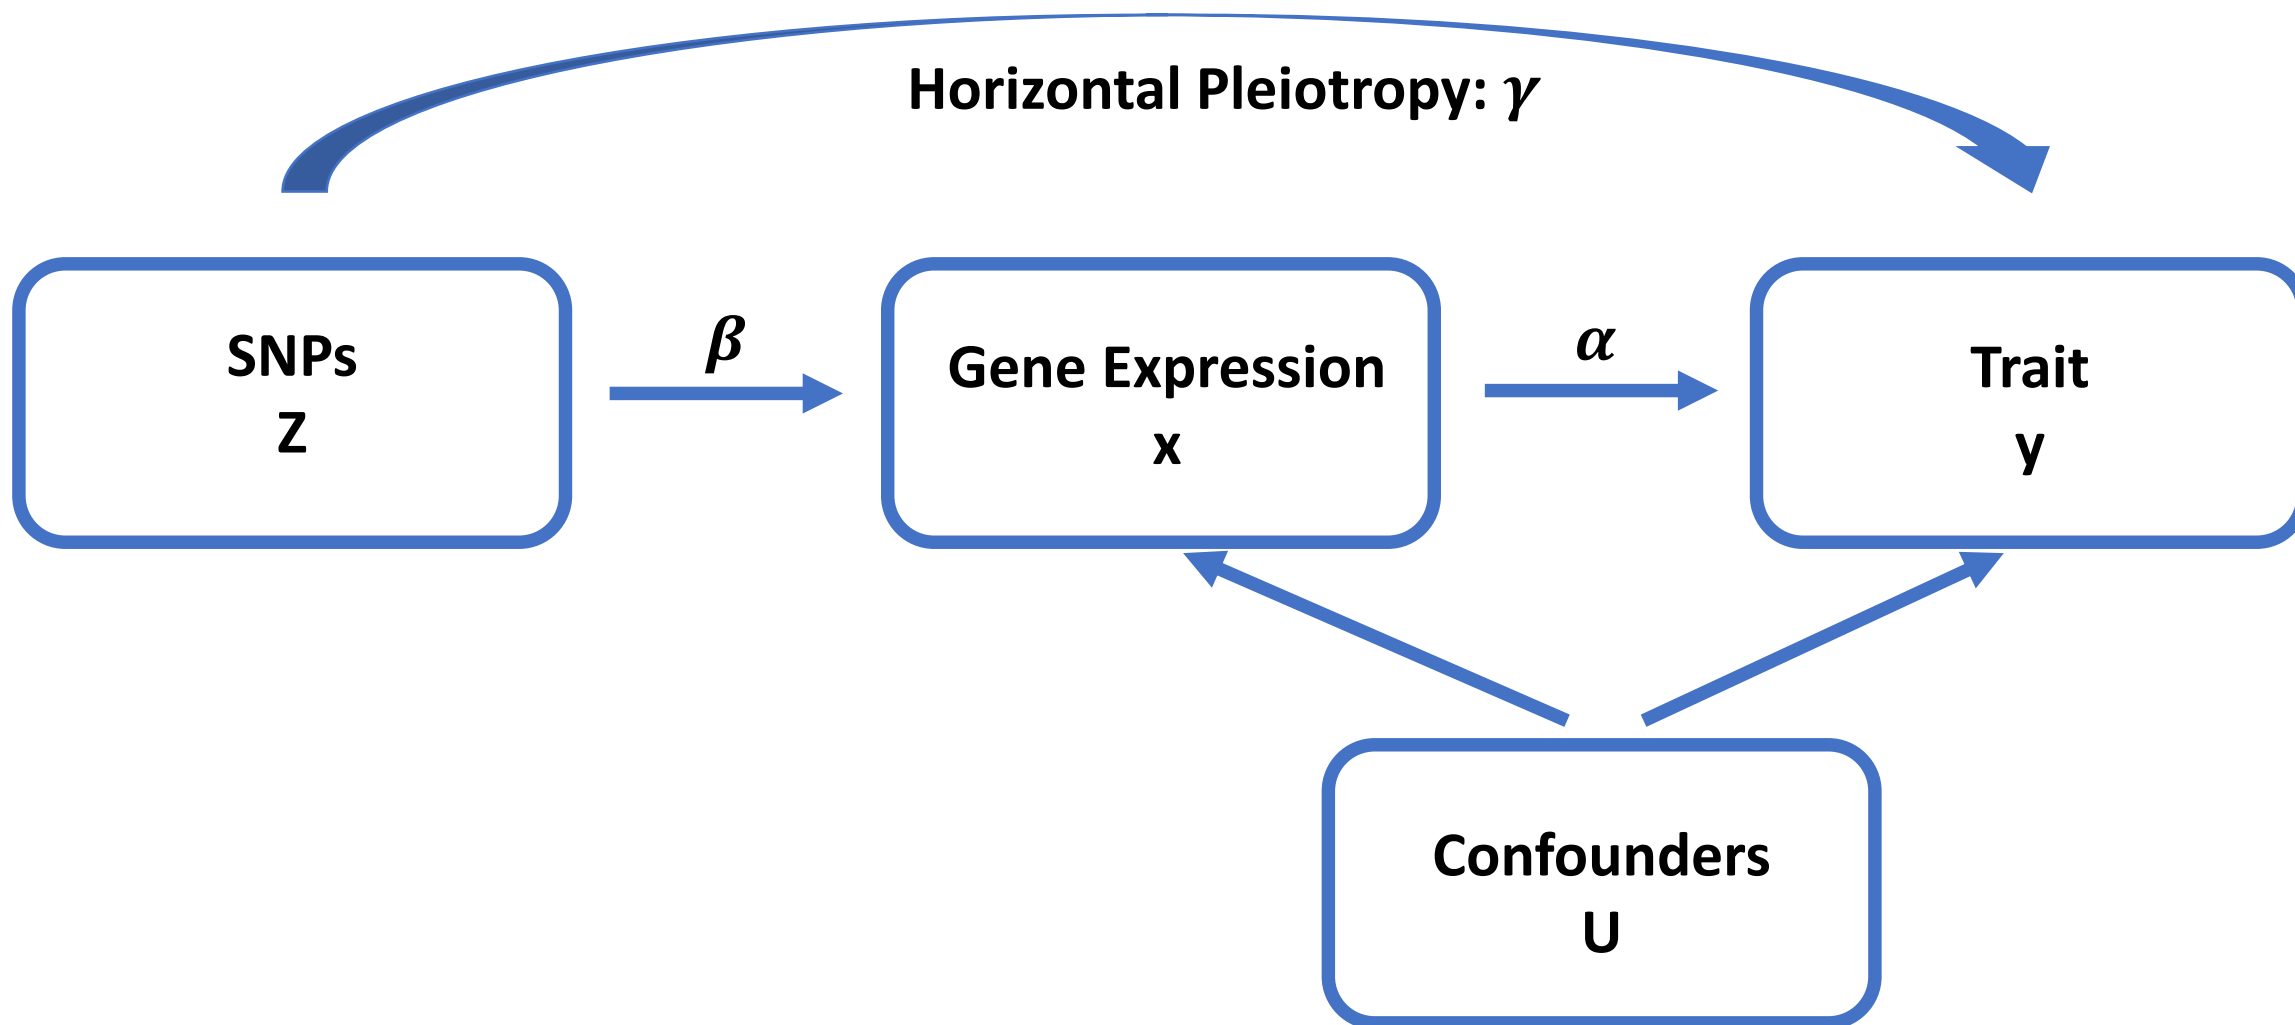 Horizontal Pleiotropy: γ
SNPs
Z
β
Gene Expression
x
α
Trait
y
Confounders
U